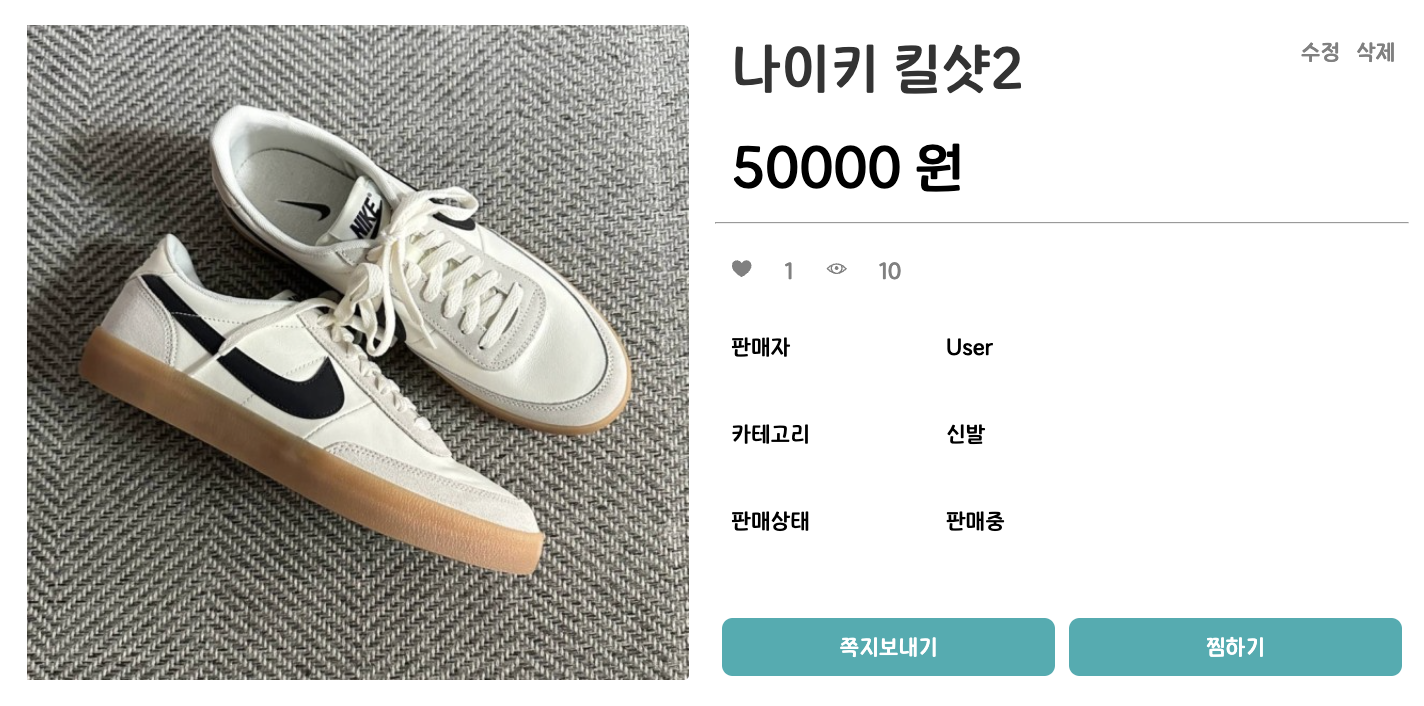 나이키 킬샷2
수정 삭제
50000 원
1 10
판매자 User
카테고리 신발
판매상태 판매중
쪽지보내기 찜하기
NIKE